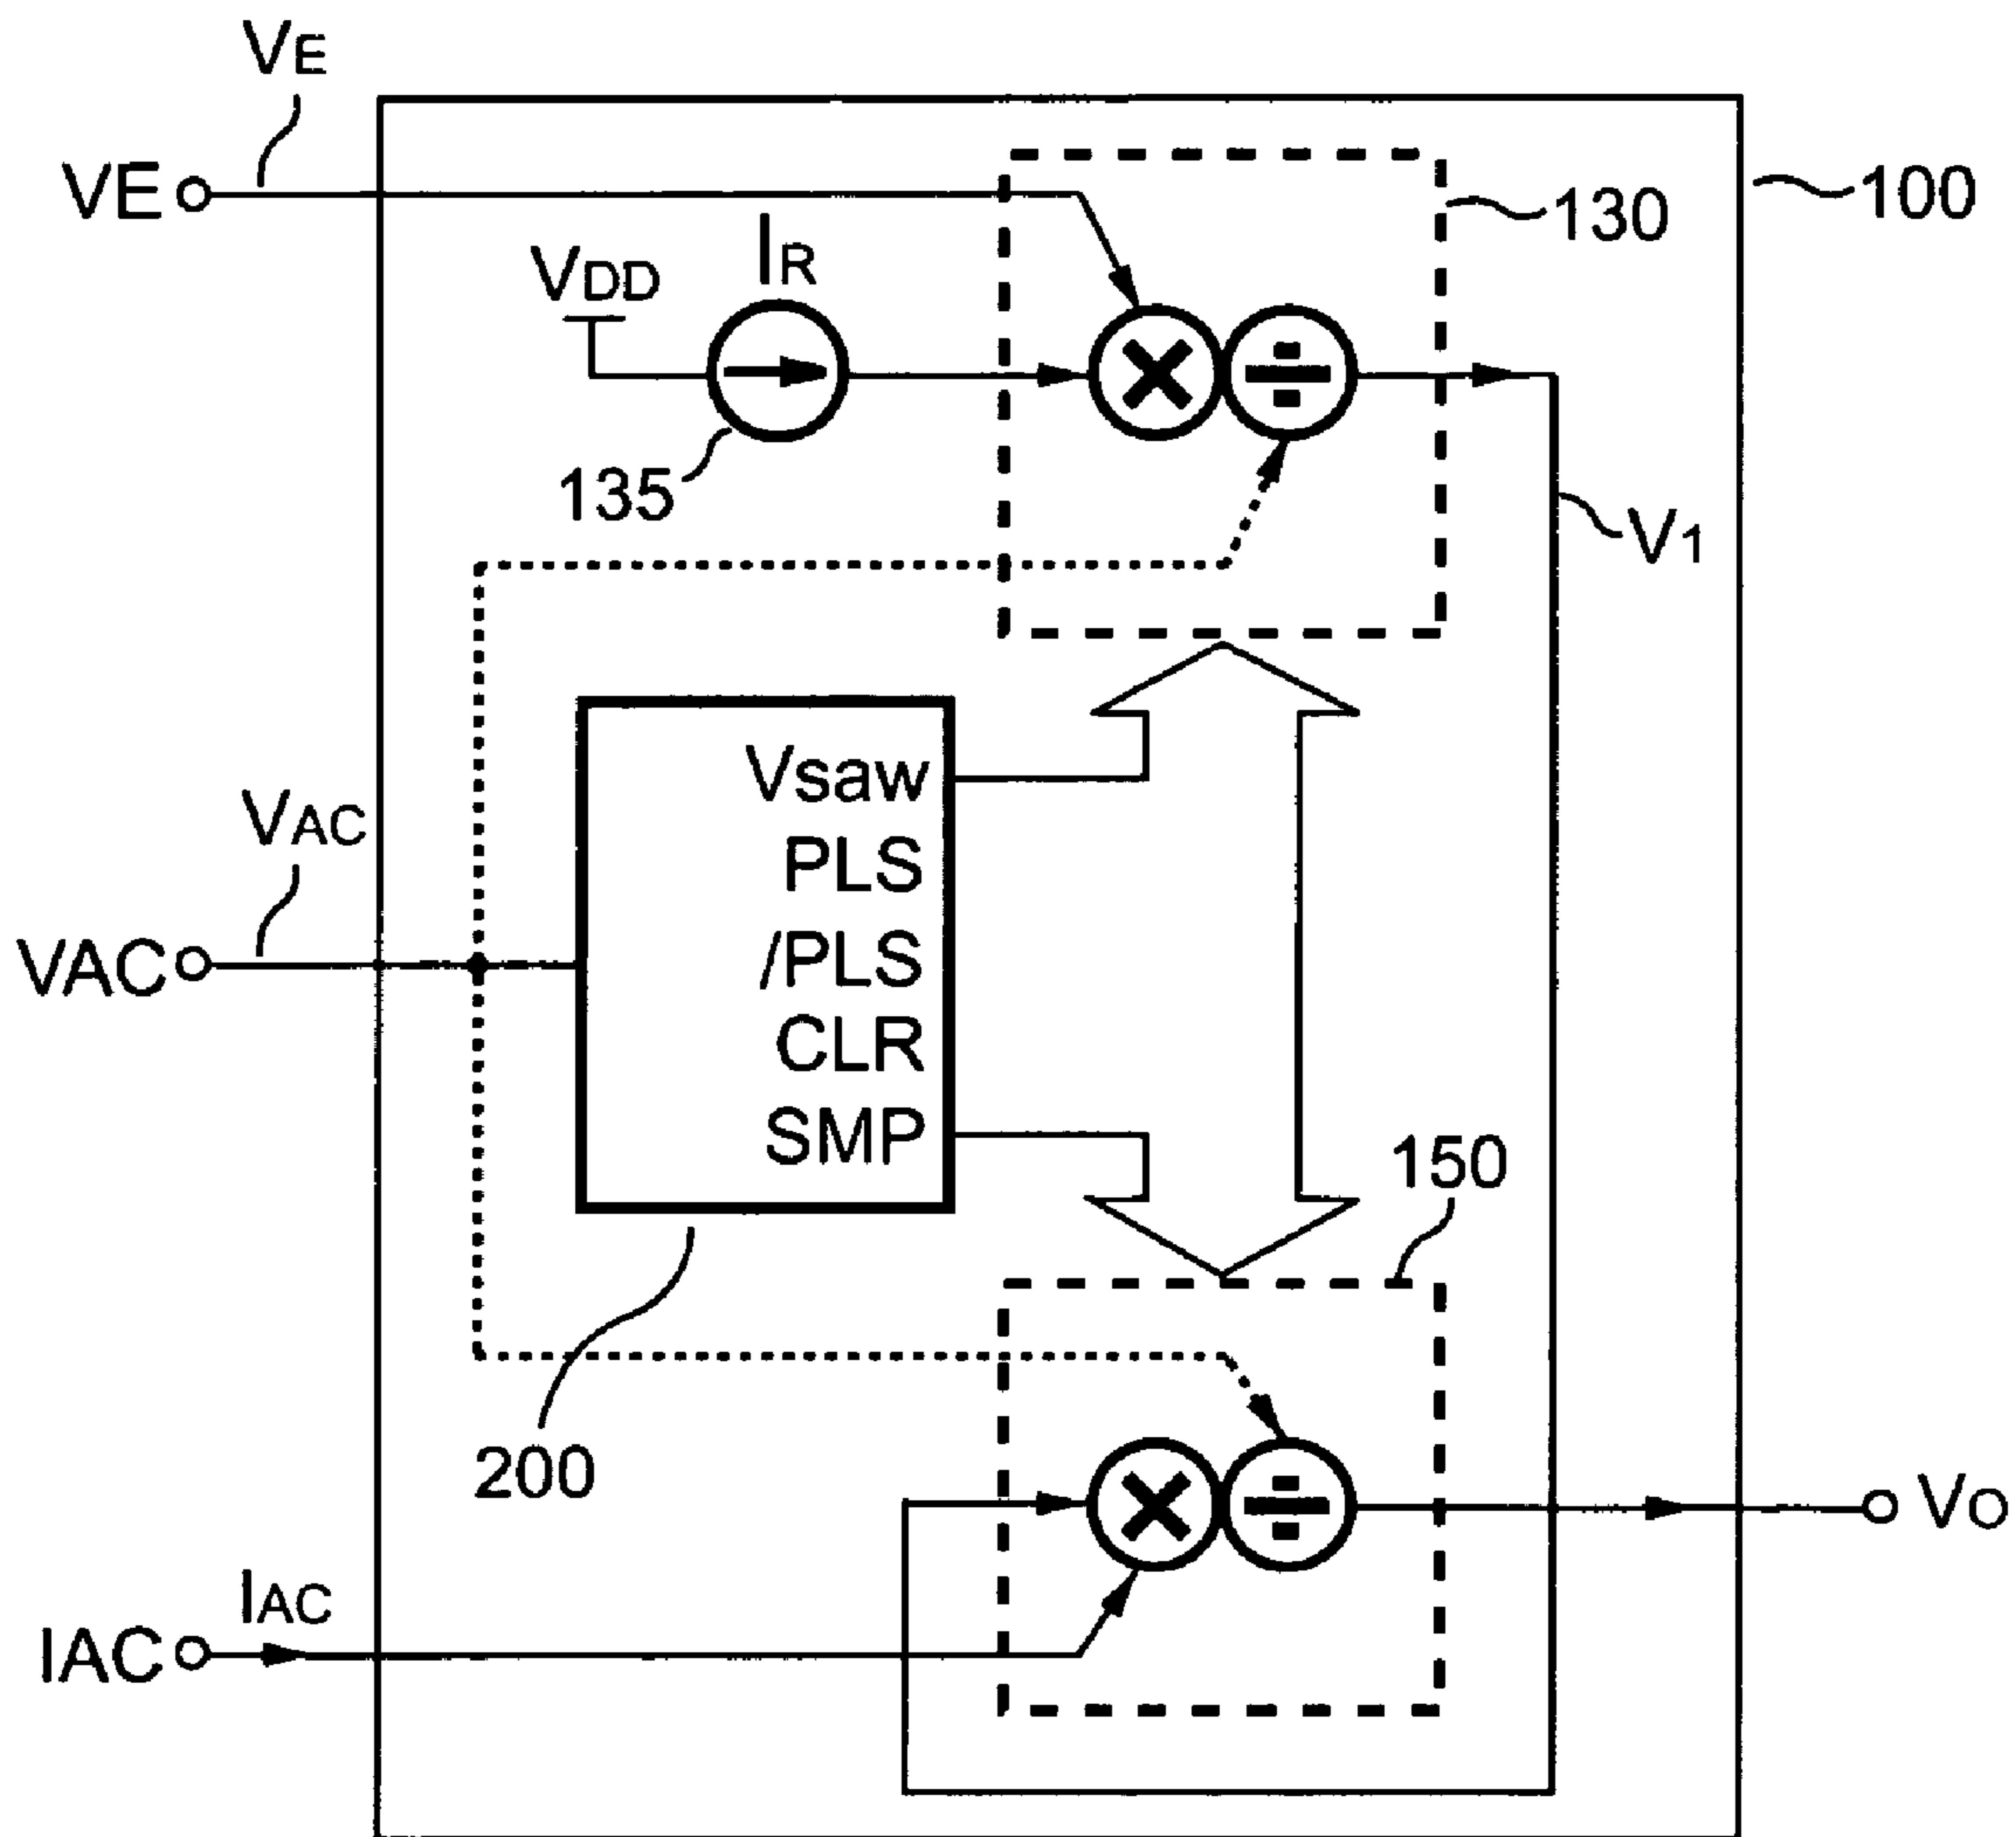 VE
VE
100
130
IR
VDD
135
V1
Vsaw
PLS
/PLS
CLR
SMP
VAC
VAC
150
200
Vo
IAC
IAC